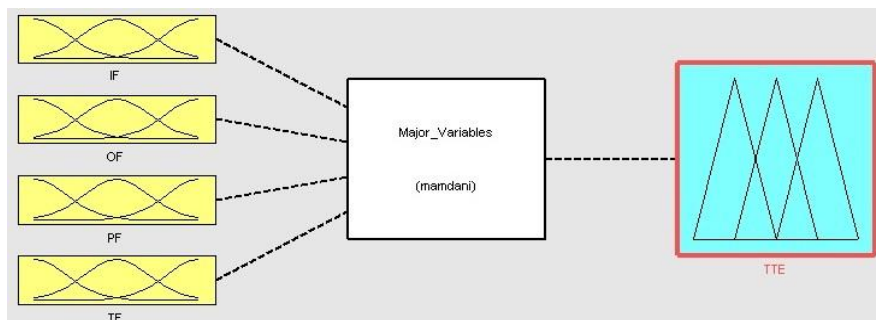 IF
OF
Major_Variables
(mamdani)
PF
TTE
TF